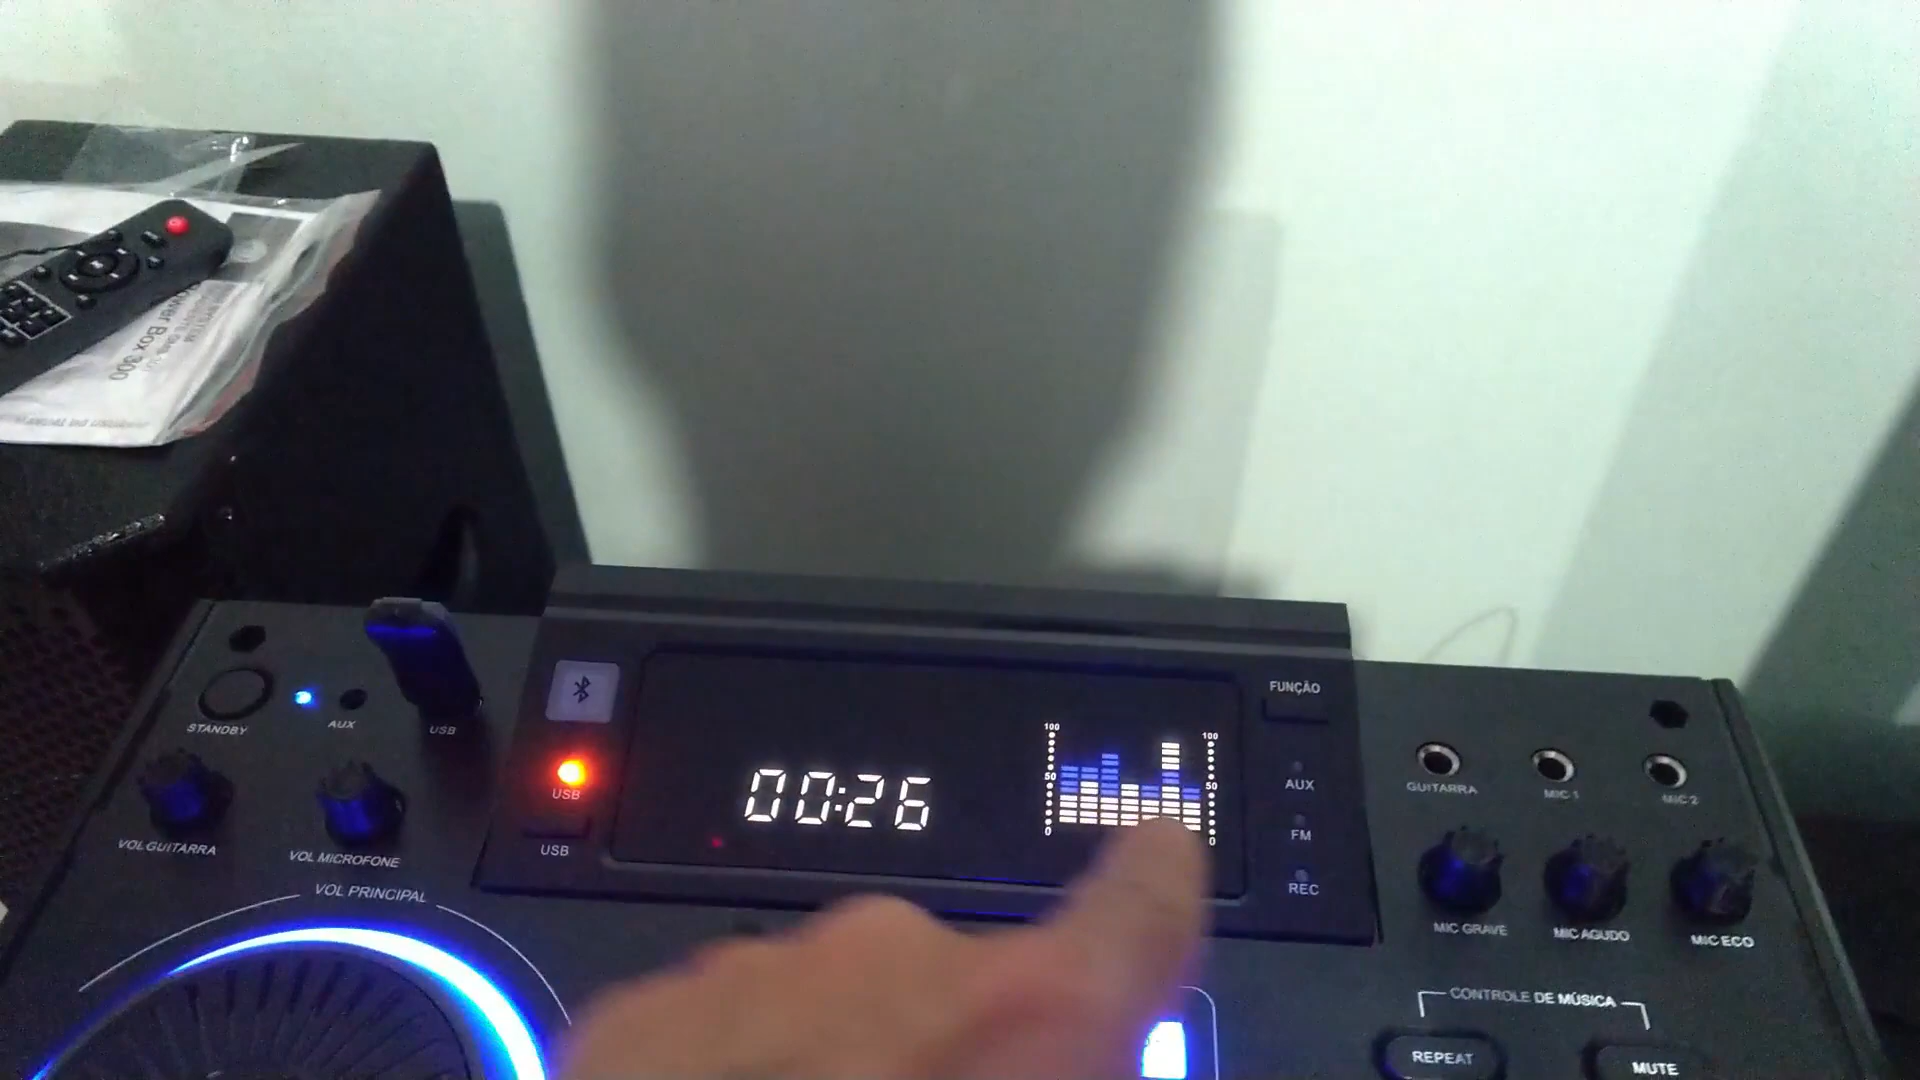 Power Box 300
STANDBY
AUX
USB
VOL GUITARRA
VOL MICROFONE
VOL PRINCIPAL
USB
USB
00:26
100
50
0
100
50
0
FUNÇÃO
AUX
FM
REC
GUITARRA
MIC 1
MIC 2
MIC GRAVE
MIC AGUDO
MIC ECO
CONTROLE DE MÚSICA
REPEAT
MUTE